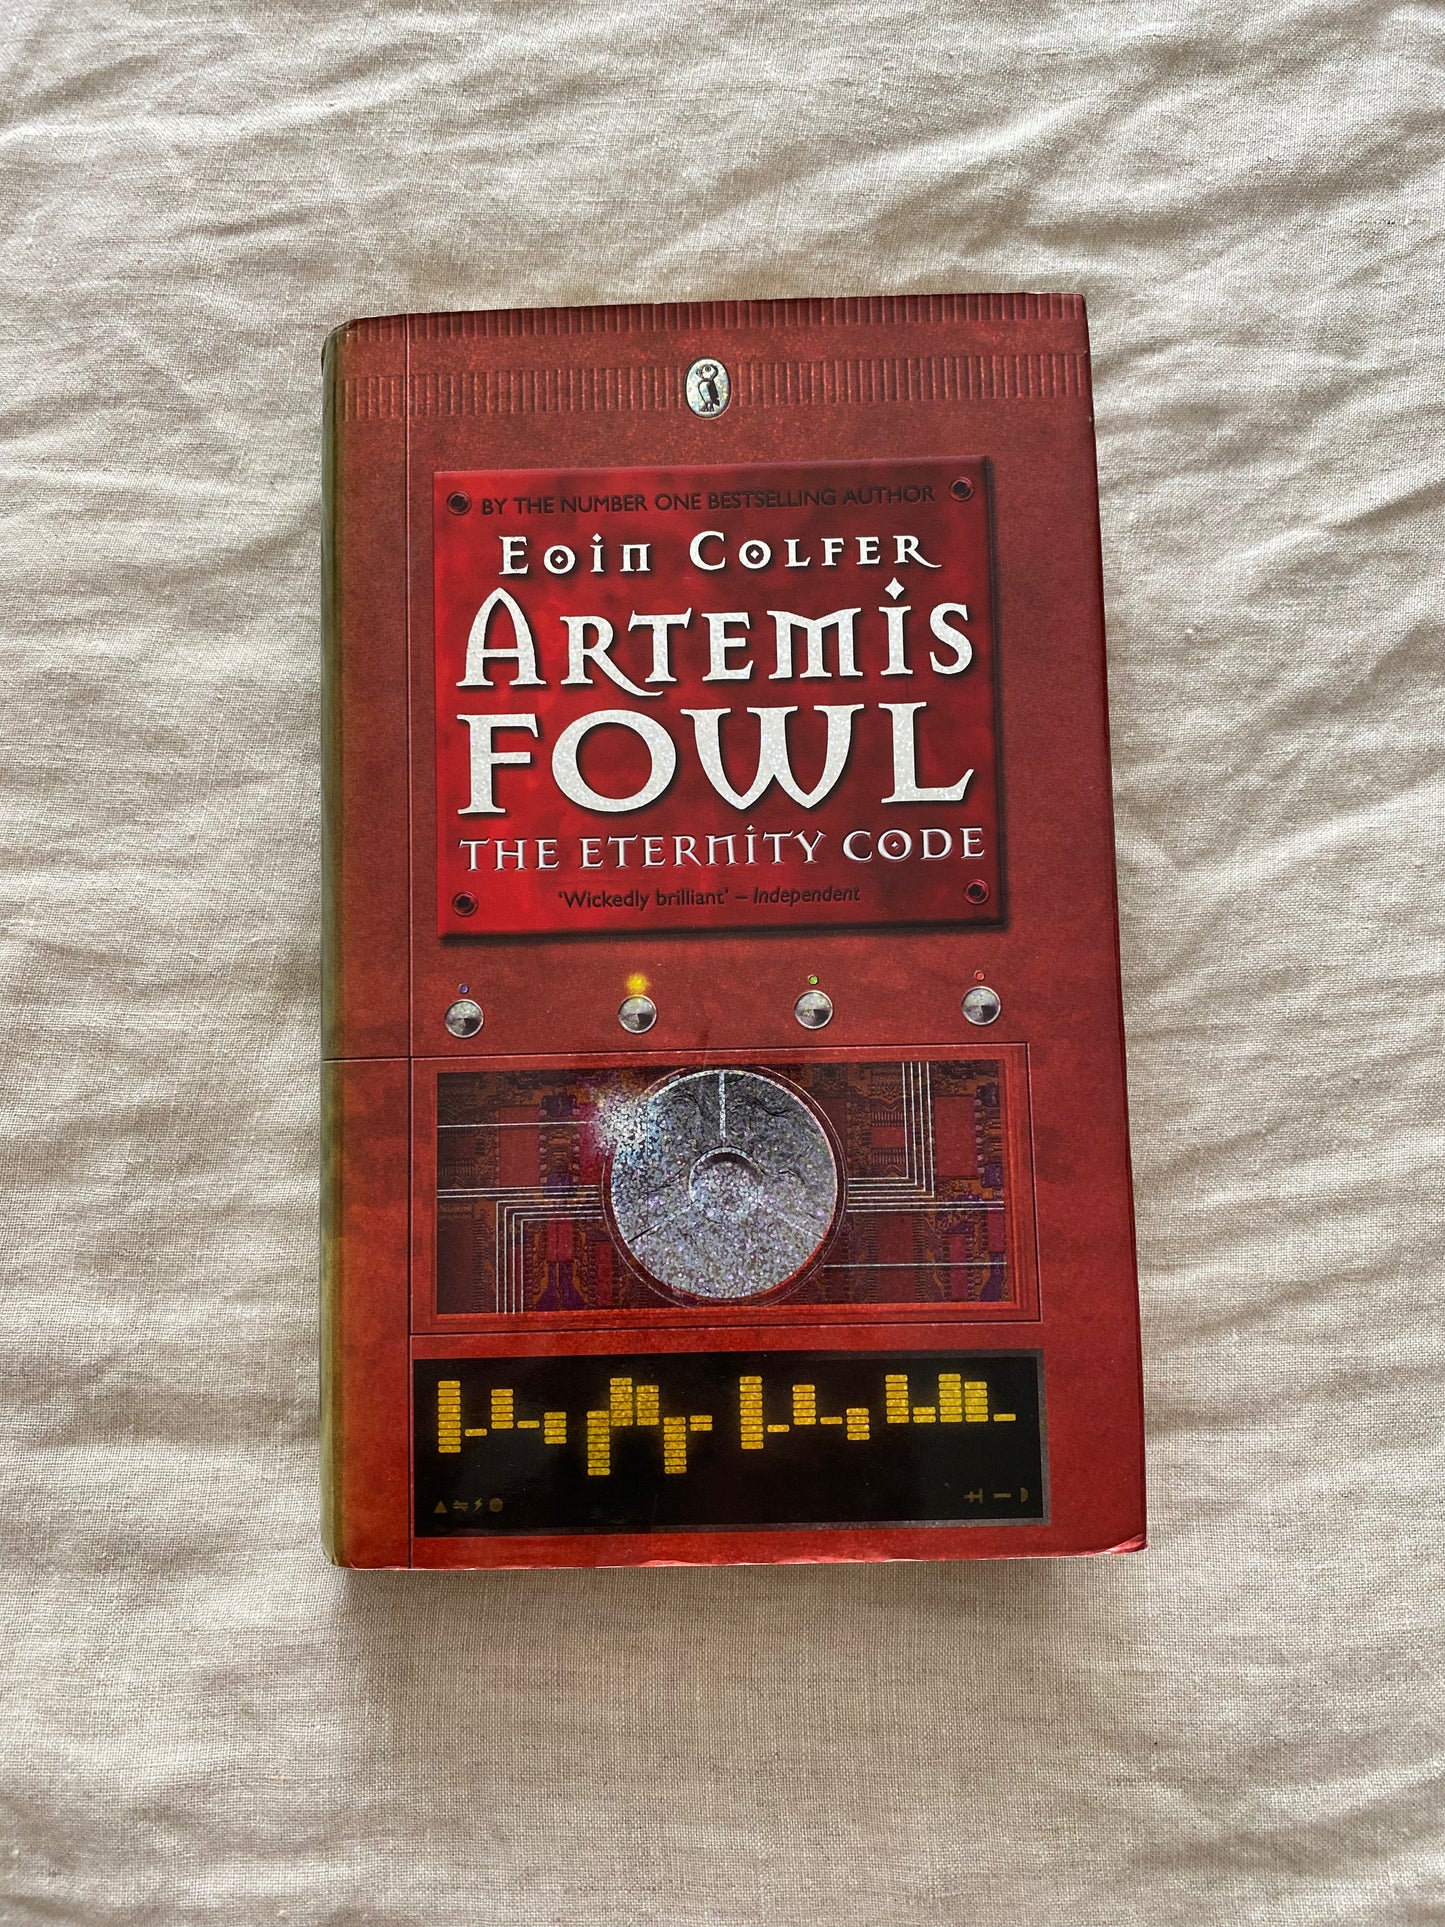 BY THE NUMBER ONE BESTSELLING AUTHOR
EOIN COLFER
ARTEMIS
FOWL
THE ETERNITY CODE
‘Wickedly brilliant’ – Independent